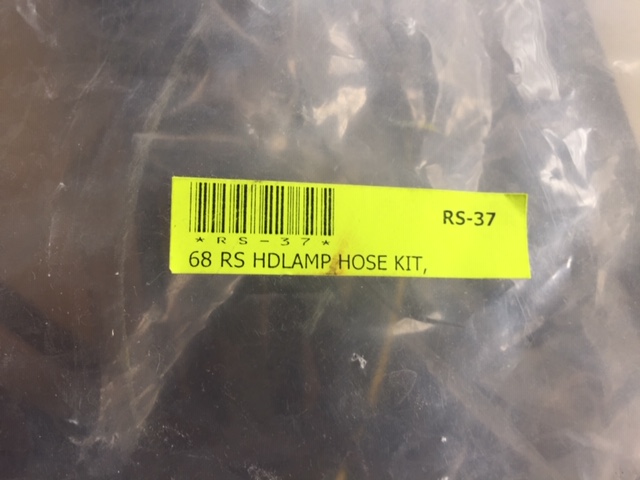 RS-37
*RS-37*
68 RS HDLAMP HOSE KIT,